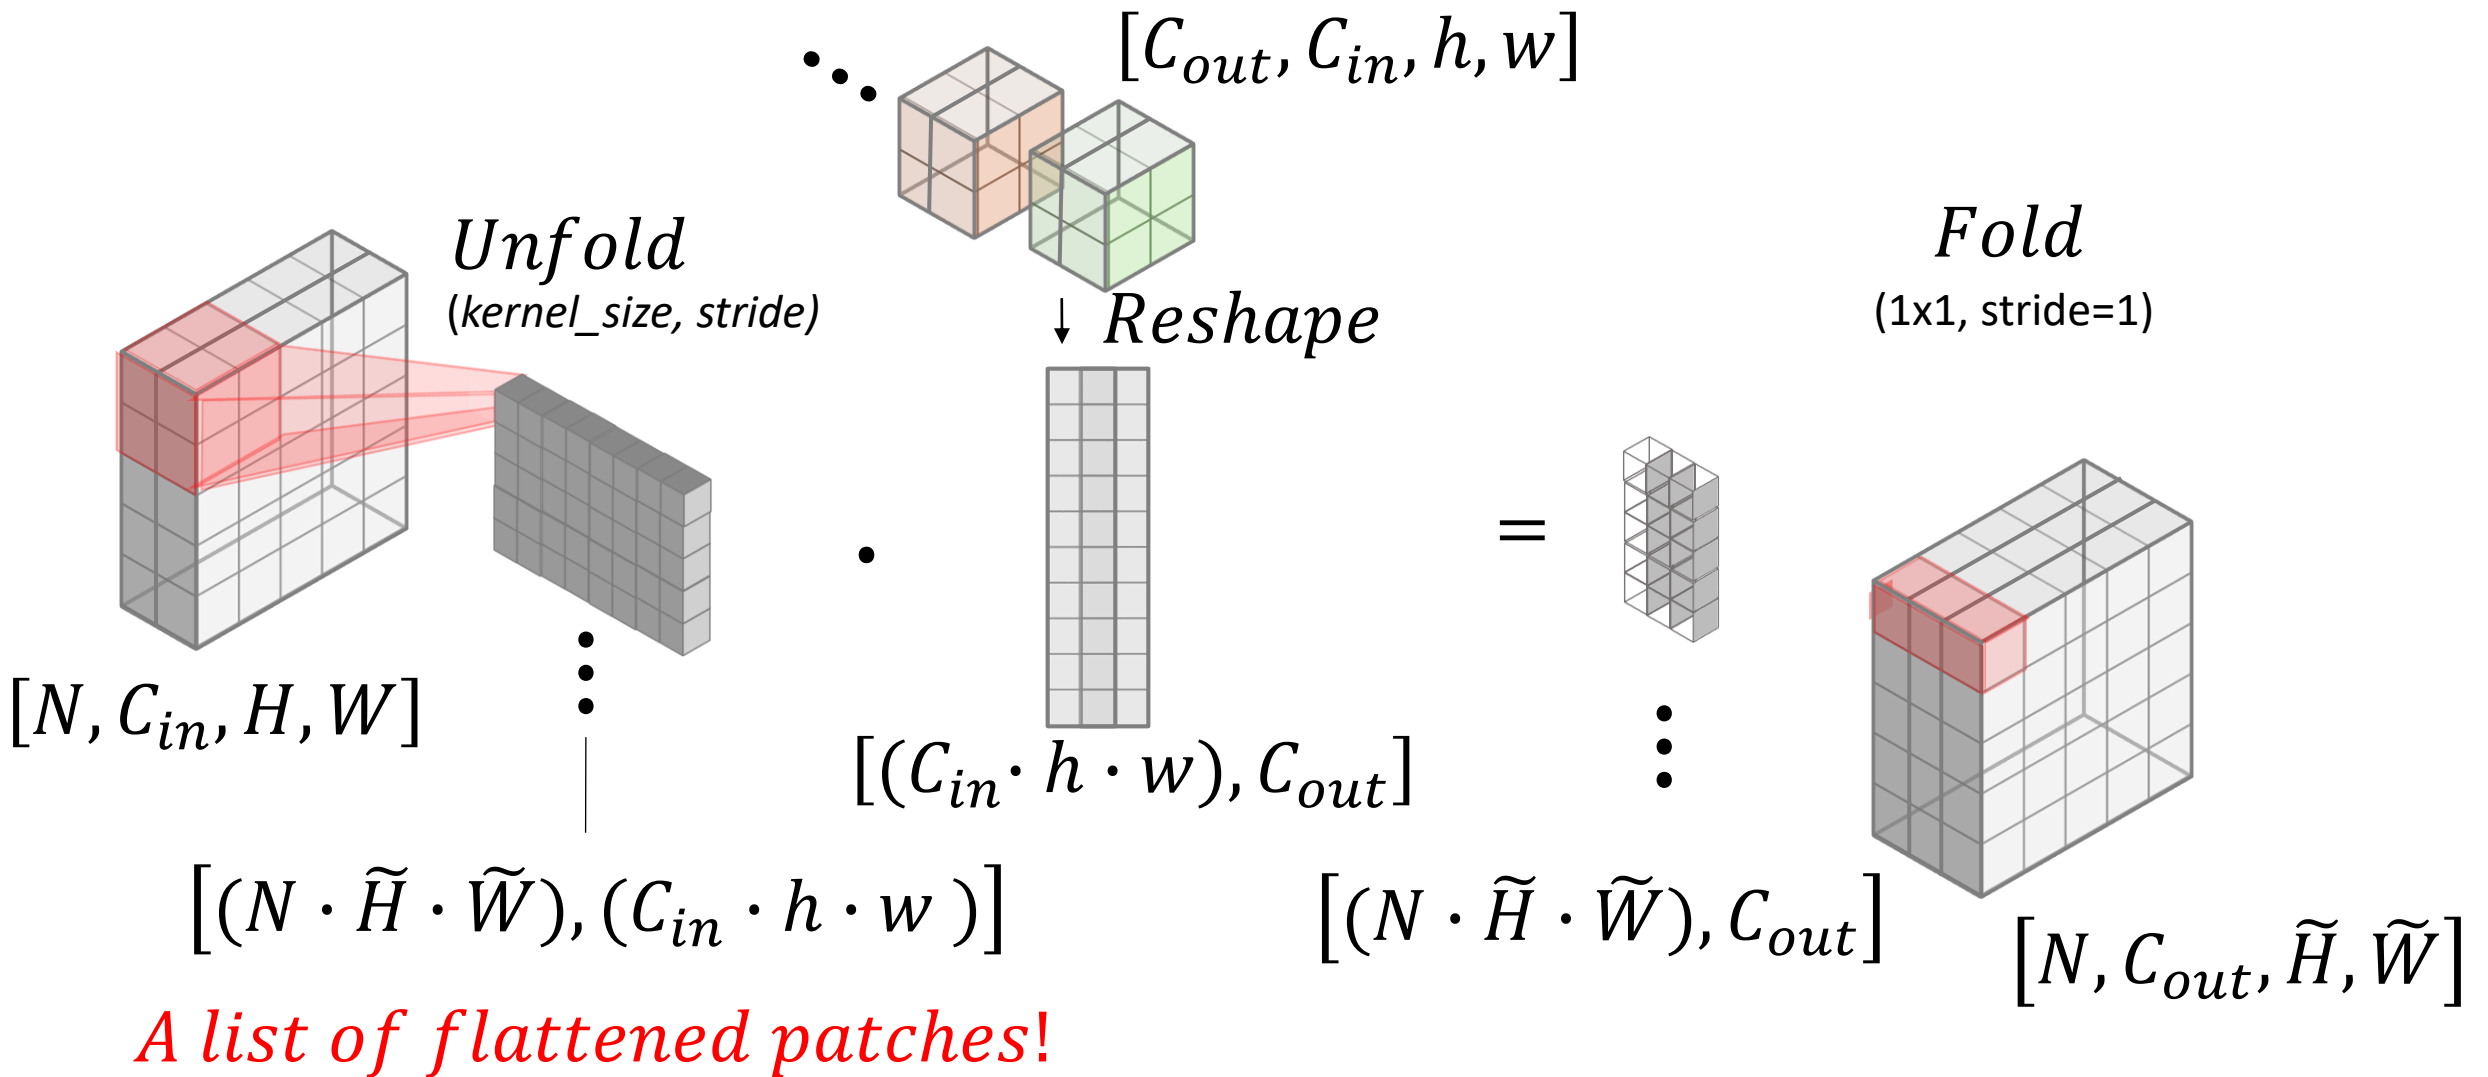 [C_out, C_in, h, w]
Unfold
(kernel_size, stride)
Reshape
Fold
(1x1, stride=1)
·
=
[N, C_in, H, W]
[(C_in · h · w), C_out]
[(N · H̃ · W̃), (C_in · h · w )]
[(N · H̃ · W̃), C_out]
[N, C_out, H̃, W̃]
A list of flattened patches!